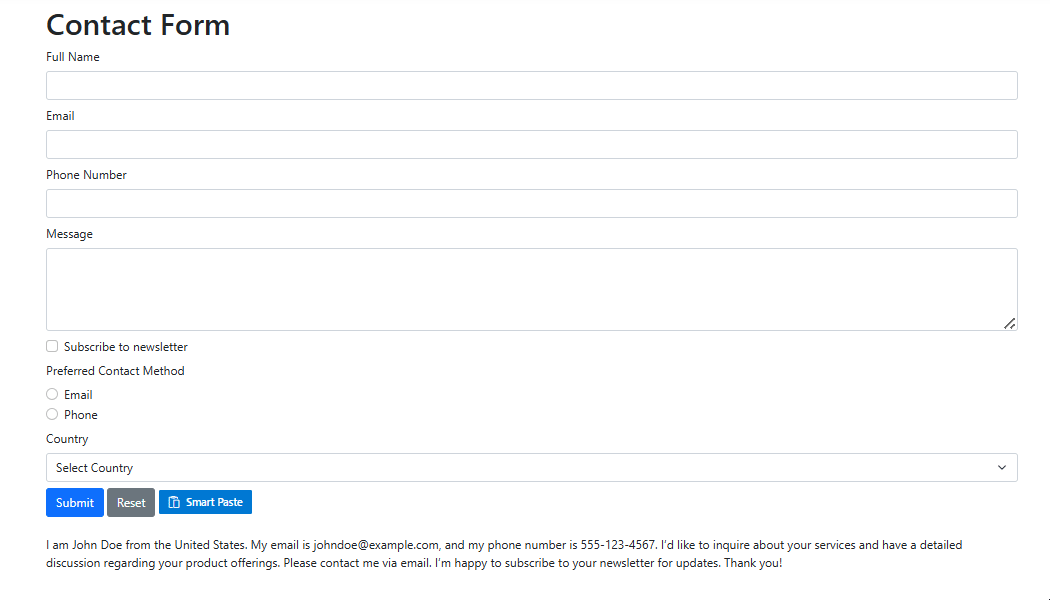 Contact Form
Full Name
Email
Phone Number
Message
Subscribe to newsletter
Preferred Contact Method
Email
Phone
Country
Select Country
Submit Reset Smart Paste
I am John Doe from the United States. My email is johndoe@example.com, and my phone number is 555-123-4567. I'd like to inquire about your services and have a detailed
discussion regarding your product offerings. Please contact me via email. I'm happy to subscribe to your newsletter for updates. Thank you!